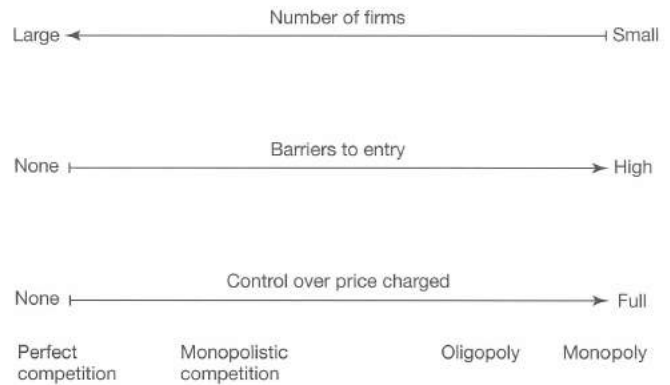 Number of firms
Large Small
Barriers to entry
None High
Control over price charged
None Full
Perfect competition
Monopolistic competition
Oligopoly
Monopoly